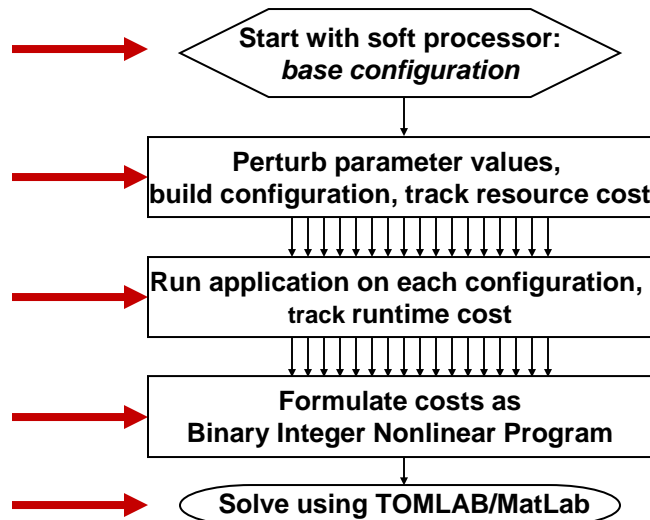 Start with soft processor:
base configuration
Perturb parameter values,
build configuration, track resource cost
Run application on each configuration,
track runtime cost
Formulate costs as
Binary Integer Nonlinear Program
Solve using TOMLAB/MatLab